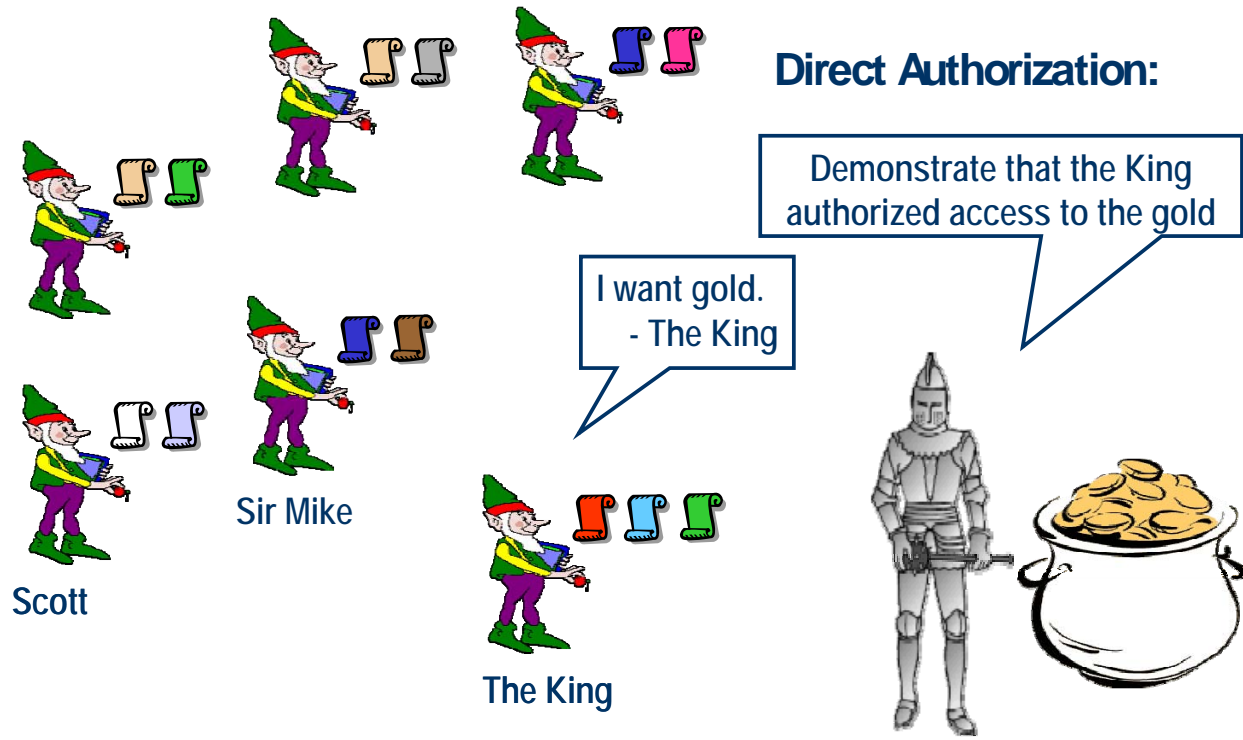 Direct Authorization:
Demonstrate that the King
authorized access to the gold
I want gold.
- The King
Sir Mike
Scott
The King